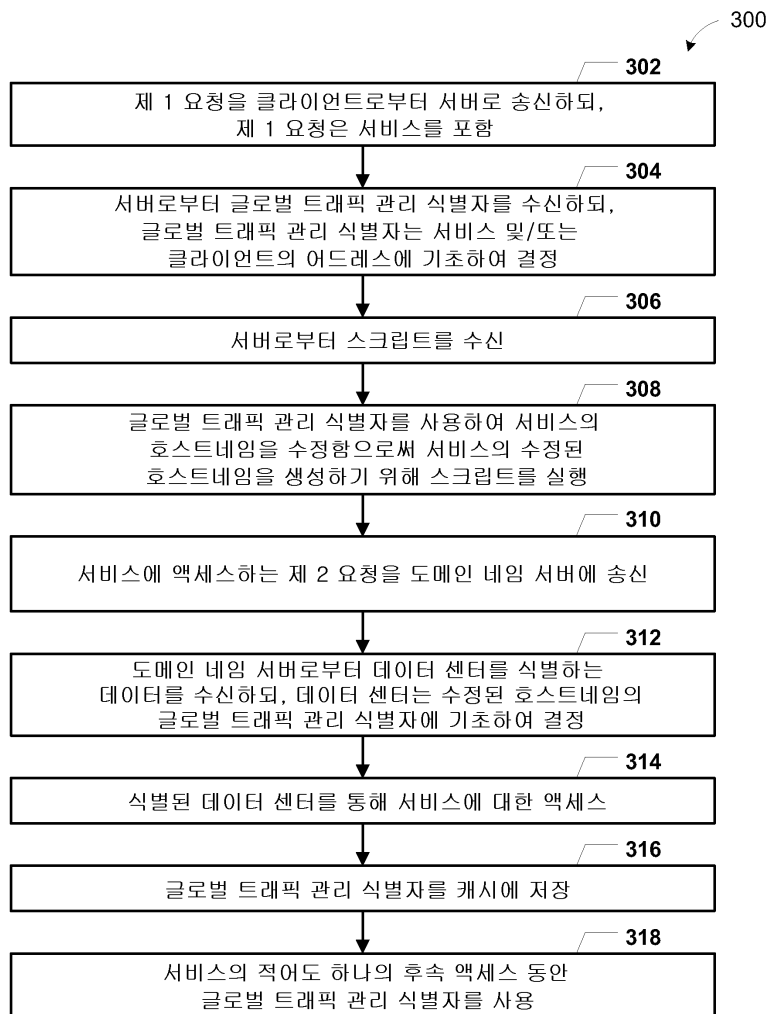 300
302
제 1 요청을 클라이언트로부터 서버로 송신하되,
제 1 요청은 서비스를 포함
304
서버로부터 글로벌 트래픽 관리 식별자를 수신하되,
글로벌 트래픽 관리 식별자는 서비스 및/또는
클라이언트의 어드레스에 기초하여 결정
306
서버로부터 스크립트를 수신
308
글로벌 트래픽 관리 식별자를 사용하여 서비스의
호스트네임을 수정함으로써 서비스의 수정된
호스트네임을 생성하기 위해 스크립트를 실행
310
서비스에 액세스하는 제 2 요청을 도메인 네임 서버에 송신
312
도메인 네임 서버로부터 데이터 센터를 식별하는
데이터를 수신하되, 데이터 센터는 수정된 호스트네임의
글로벌 트래픽 관리 식별자에 기초하여 결정
314
식별된 데이터 센터를 통해 서비스에 대한 액세스
316
글로벌 트래픽 관리 식별자를 캐시에 저장
318
서비스의 적어도 하나의 후속 액세스 동안
글로벌 트래픽 관리 식별자를 사용